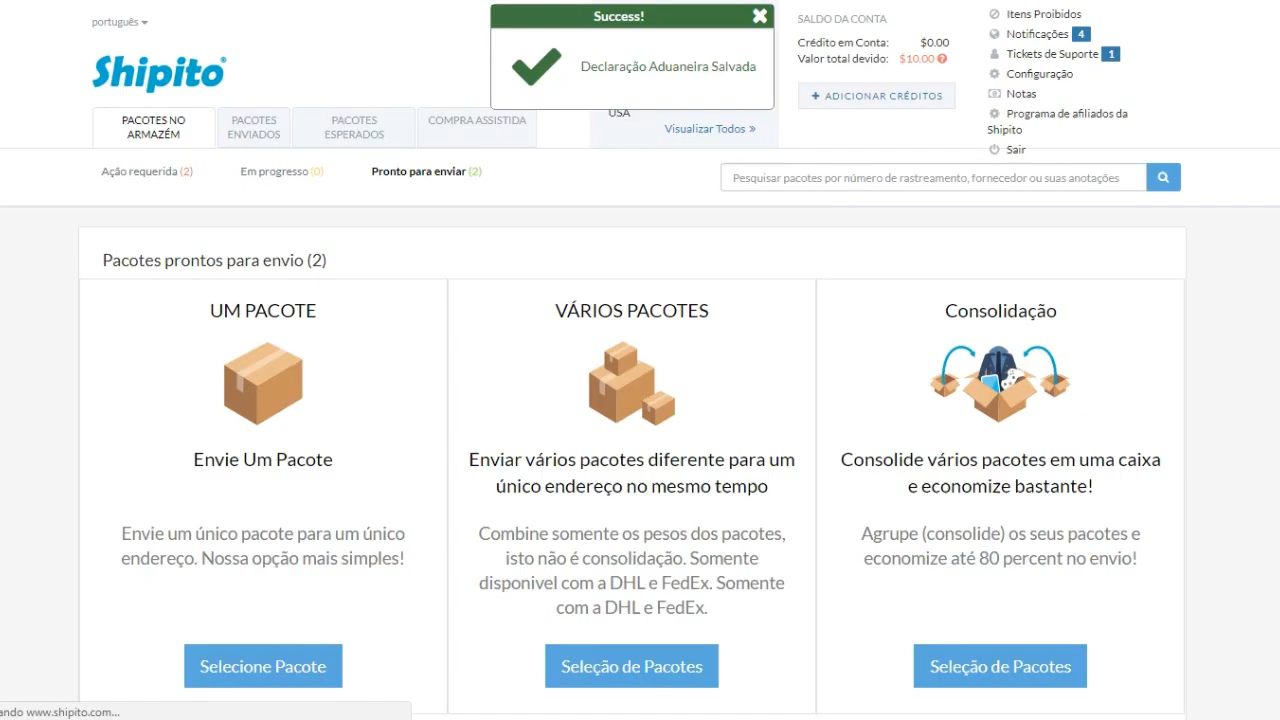 português
Shipito®
Success!
Declaração Aduaneira Salvada
SALDO DA CONTA
Crédito em Conta: $0.00
Valor total devido: $10.00
+ ADICIONAR CRÉDITOS
Itens Proibidos
Notificações 4
Tickets de Suporte 1
Configuração
Notas
Programa de afiliados da
Shipito
Sair
PACOTES NO
ARMAZÉM
PACOTES
ENVIADOS
PACOTES
ESPERADOS
COMPRA ASSISTIDA
USA
Visualizar Todos »
Ação requerida (2)
Em progresso (0)
Pronto para enviar (2)
Pesquisar pacotes por número de rastreamento, fornecedor ou suas anotações
Pacotes prontos para envio (2)
UM PACOTE
Envie Um Pacote
Envie um único pacote para um único
endereço. Nossa opção mais simples!
Selecione Pacote
VÁRIOS PACOTES
Enviar vários pacotes diferente para um
único endereço no mesmo tempo
Combine somente os pesos dos pacotes,
isto não é consolidação. Somente
disponivel com a DHL e FedEx. Somente
com a DHL e FedEx.
Seleção de Pacotes
Consolidação
Consolide vários pacotes em uma caixa
e economize bastante!
Agrupe (consolide) os seus pacotes e
economize até 80 percent no envio!
Seleção de Pacotes
ando www.shipito.com...